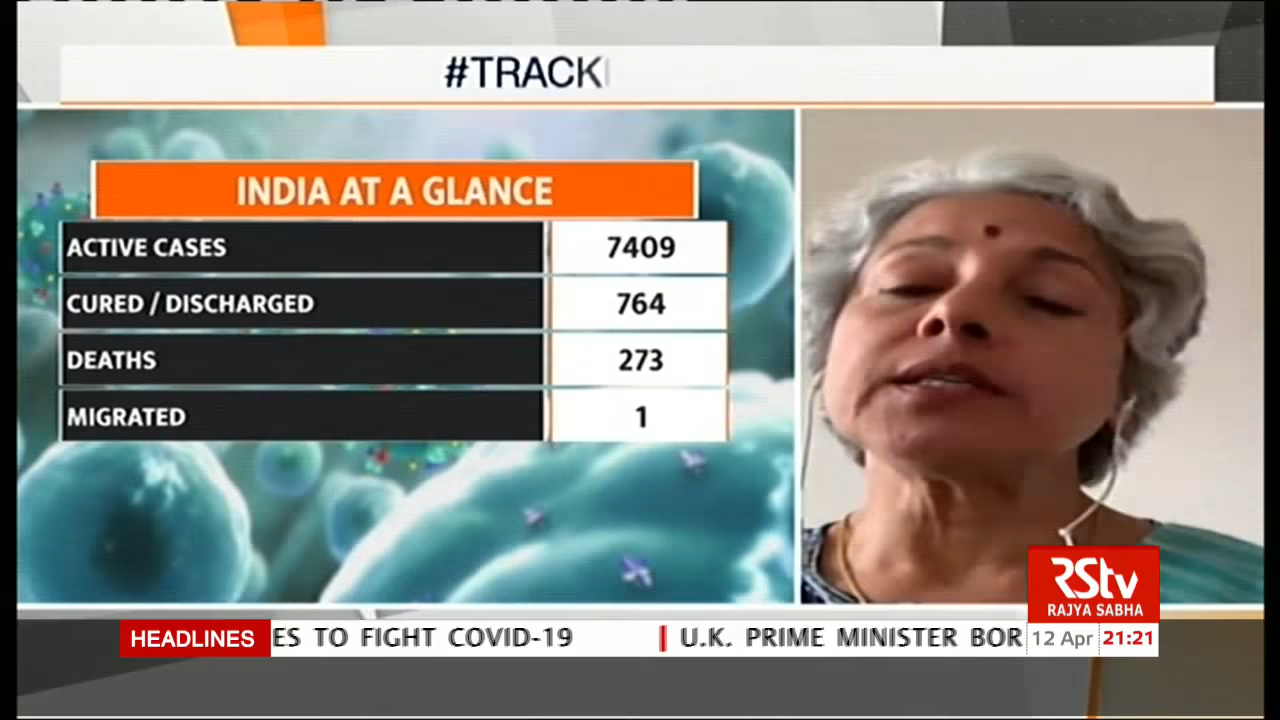 #TRACK
INDIA AT A GLANCE
ACTIVE CASES 7409
CURED / DISCHARGED 764
DEATHS 273
MIGRATED 1
RStv
RAJYA SABHA
HEADLINES ES TO FIGHT COVID-19 U.K. PRIME MINISTER BOR 12 Apr 21:21